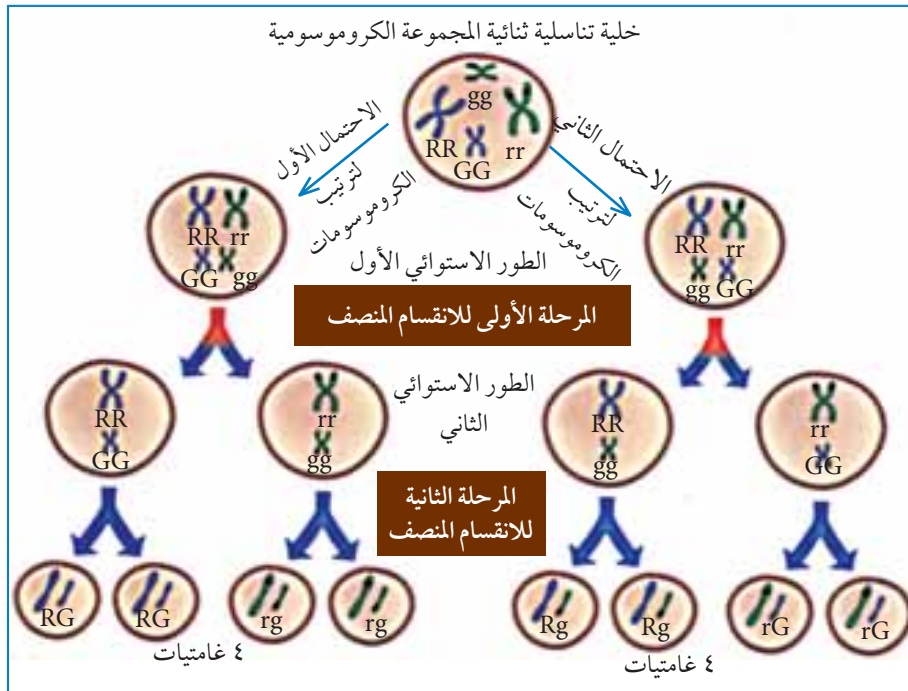 خلية تناسلية ثنائية المجموعة الكروموسومية
gg
RR rr
GG
الاحتمال الأول
لترتيب
الكروموسومات
الاحتمال الثاني
لترتيب
الكروموسومات
RR rr
GG gg
RR rr
gg GG
الطور الاستوائي الأول
المرحلة الأولى للانقسام المنصف
الطور الاستوائي
الثاني
RR
GG
rr
gg
RR
gg
rr
GG
المرحلة الثانية
للانقسام المنصف
RG RG rg rg
Rg Rg rG rG
٤ غامتيات
٤ غامتيات